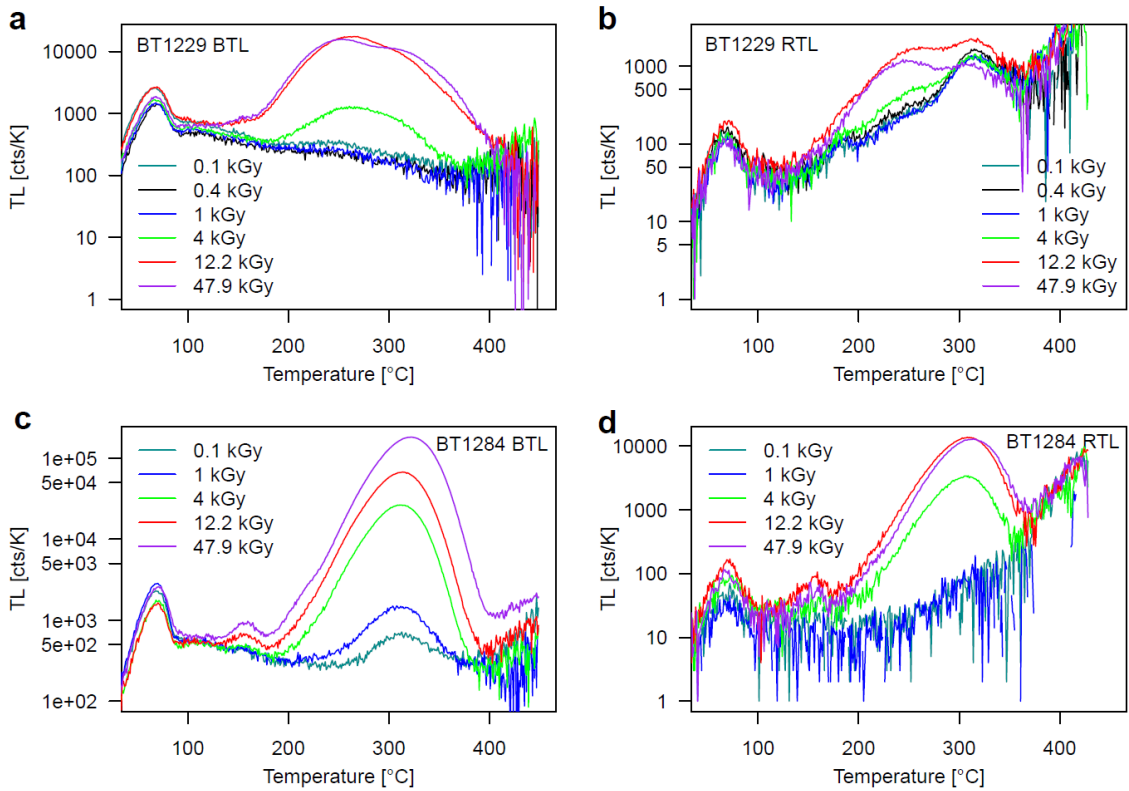 a
BT1229 BTL
10000
1000
100
10
1
TL [cts/K]
0.1 kGy
0.4 kGy
1 kGy
4 kGy
12.2 kGy
47.9 kGy
100 200 300 400
Temperature [°C]
b
BT1229 RTL
1000
500
100
50
10
5
1
TL [cts/K]
0.1 kGy
0.4 kGy
1 kGy
4 kGy
12.2 kGy
47.9 kGy
100 200 300 400
Temperature [°C]
c
BT1284 BTL
1e+05
5e+04
1e+04
5e+03
1e+03
5e+02
1e+02
TL [cts/K]
0.1 kGy
1 kGy
4 kGy
12.2 kGy
47.9 kGy
100 200 300 400
Temperature [°C]
d
BT1284 RTL
10000
1000
100
10
1
TL [cts/K]
0.1 kGy
1 kGy
4 kGy
12.2 kGy
47.9 kGy
100 200 300 400
Temperature [°C]